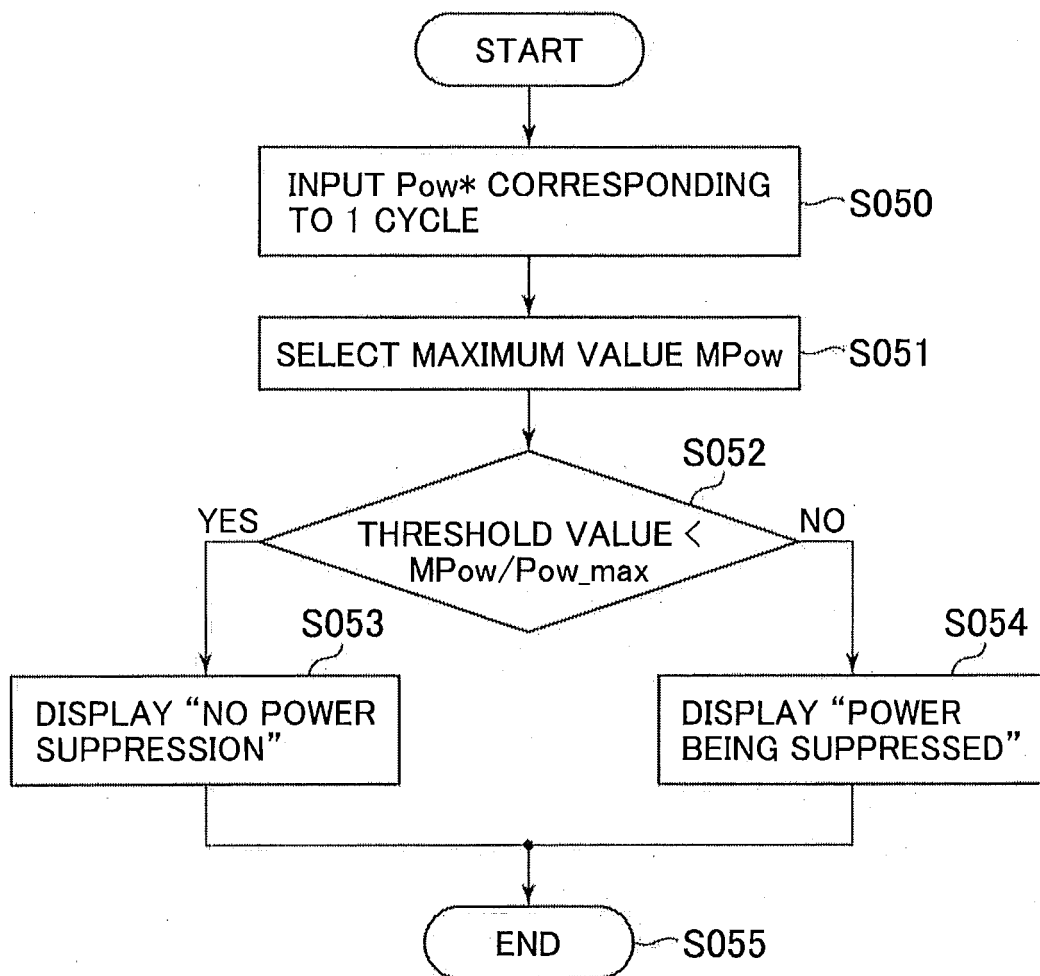 START
INPUT Pow* CORRESPONDING
TO 1 CYCLE
S050
SELECT MAXIMUM VALUE MPow
S051
S052
YES
THRESHOLD VALUE <
MPow/Pow_max
NO
S053
DISPLAY “NO POWER
SUPPRESSION”
S054
DISPLAY “POWER
BEING SUPPRESSED”
END
S055